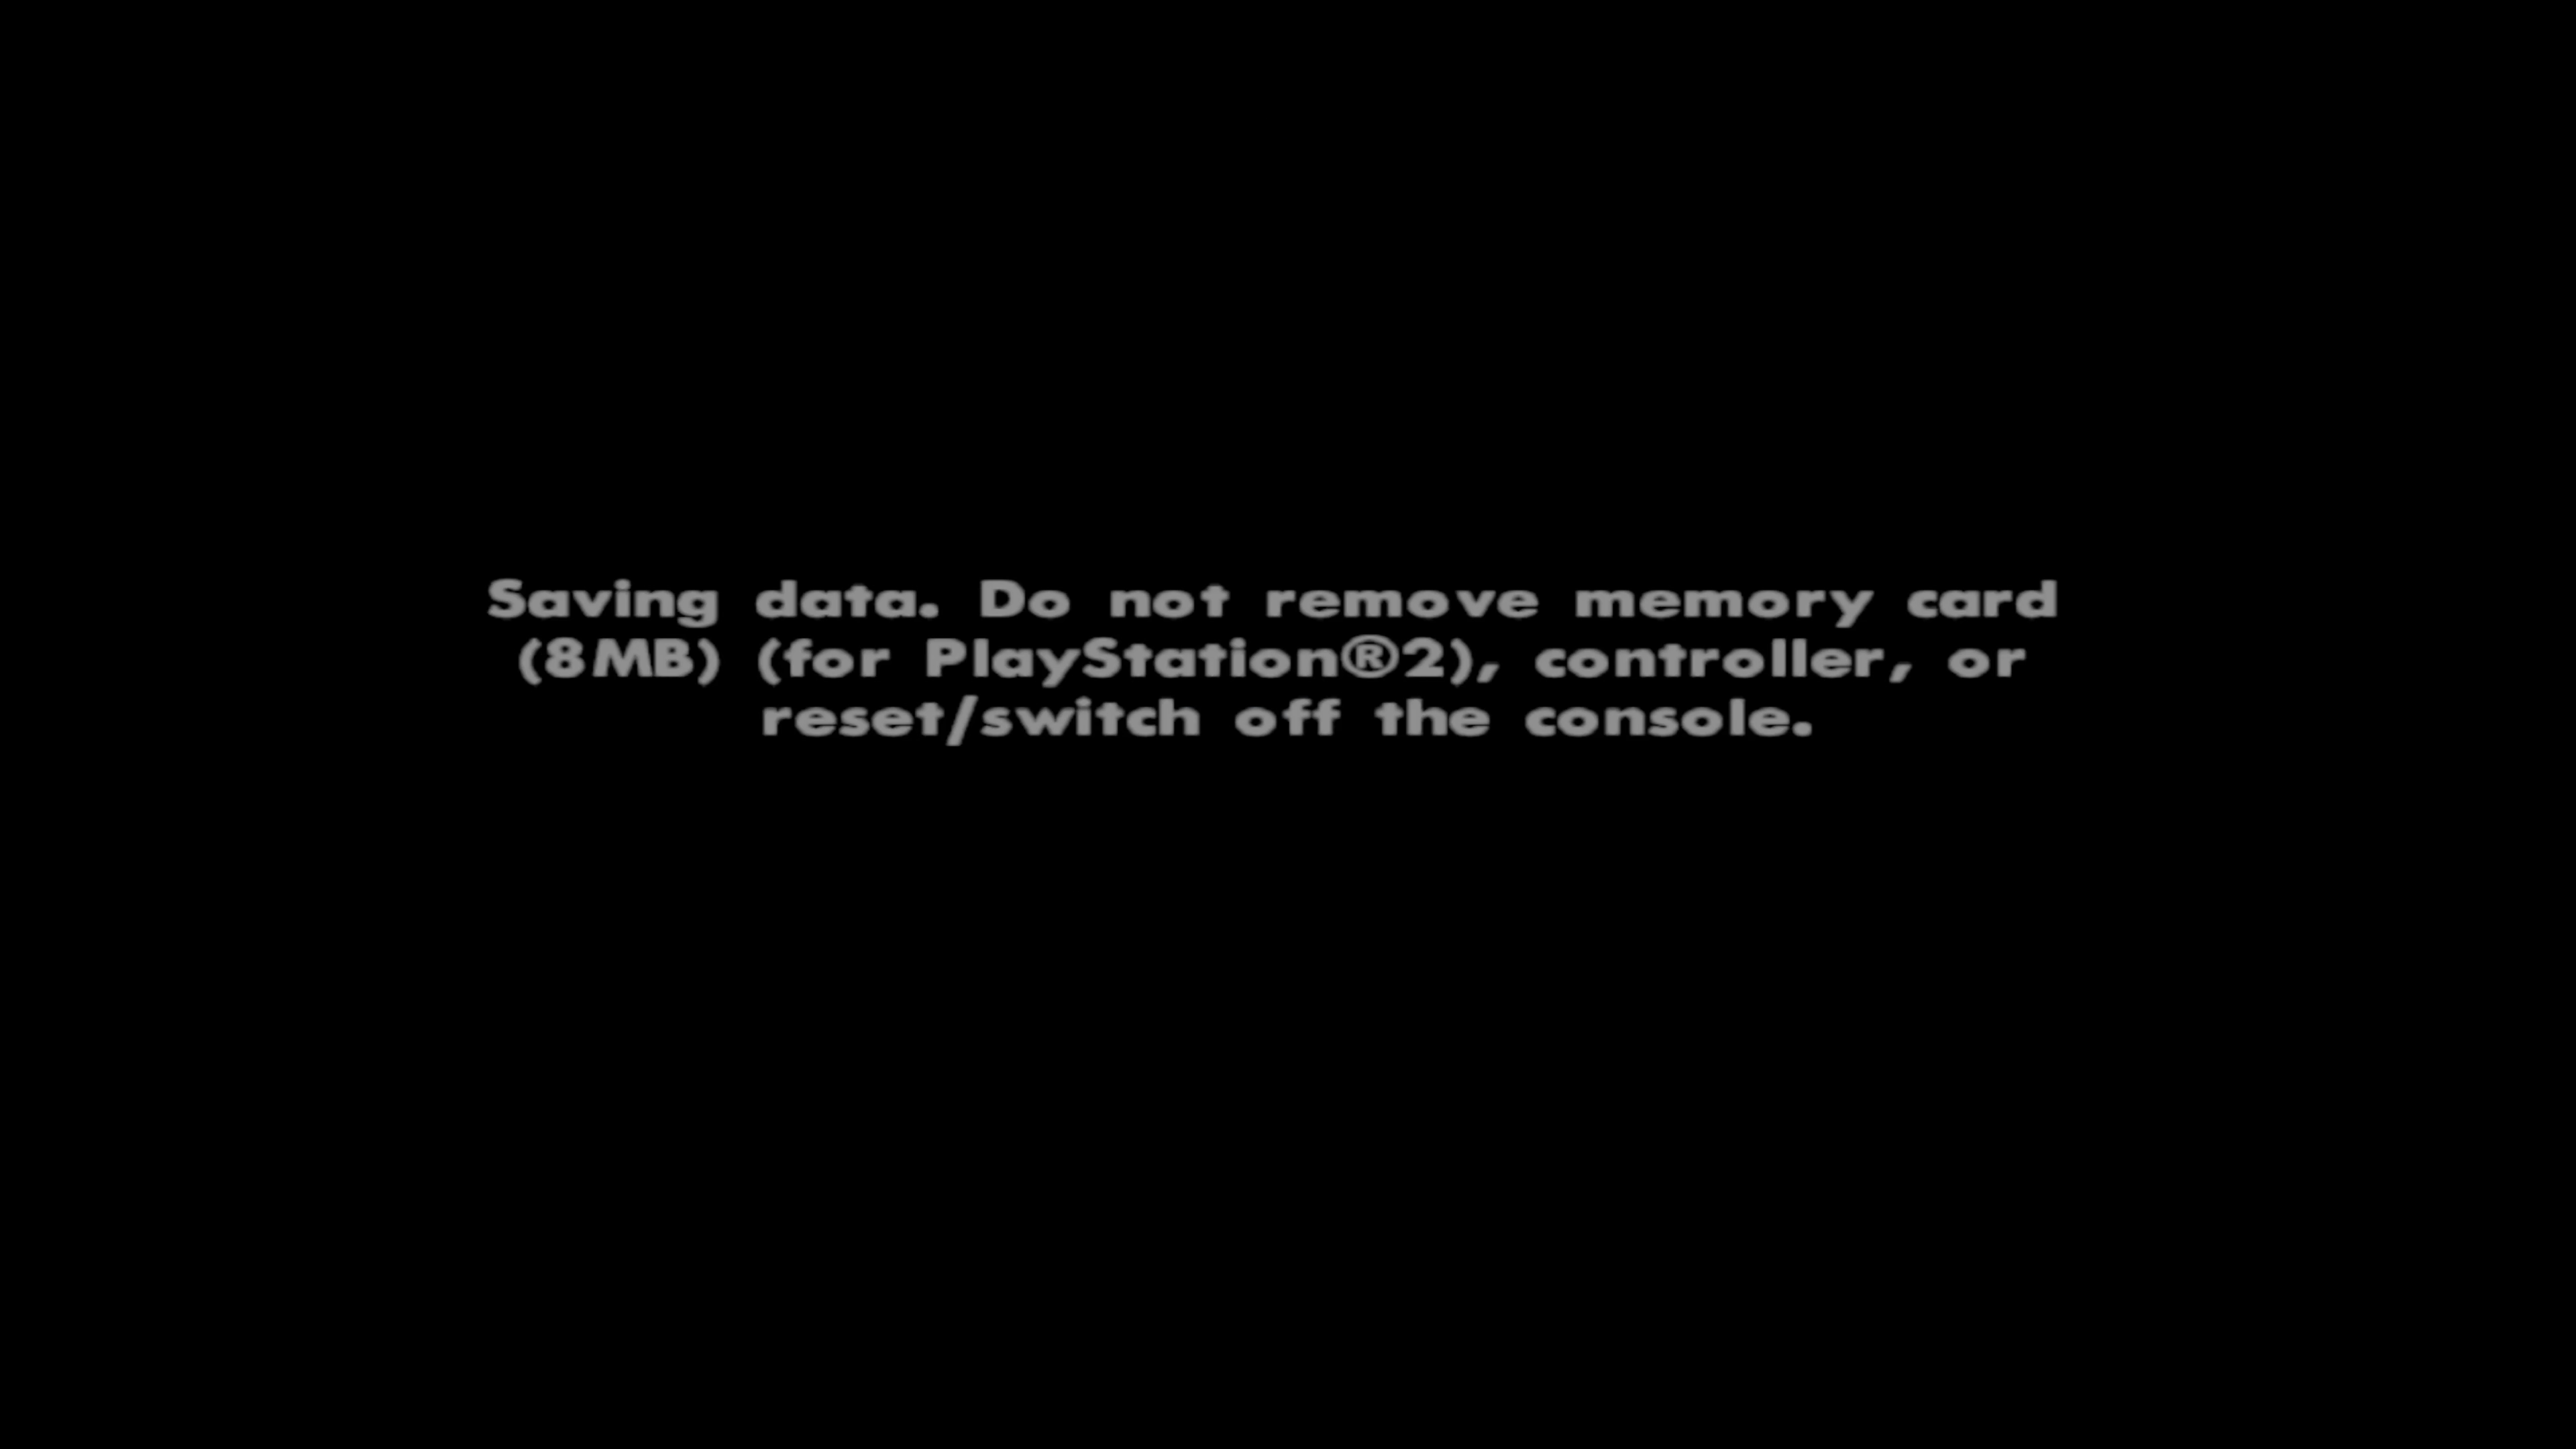 Saving data. Do not remove memory card
(8MB) (for PlayStation®2), controller, or
reset/switch off the console.